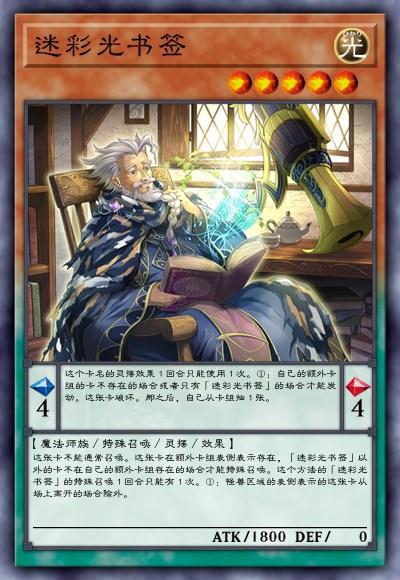 迷彩光书签
ひかり
光
这个卡名的灵摆效果1回合只能使用1次。①：自己的额外卡
组的卡不存在的场合或者只有「迷彩光书签」的场合才能发
动。这张卡破坏。那之后，自己从卡组抽1张。
4
4
【魔法师族／特殊召唤／灵摆／效果】
这张卡不能通常召唤。这张卡在额外卡组表侧表示存在，「迷彩光书签」以
外的卡不在自己的额外卡组存在的场合才能特殊召唤。这个方法的「迷彩光
书签」的特殊召唤1回合只能有1次。①：怪兽区域的表侧表示的这张卡从
场上离开的场合除外。
ATK/1800 DEF/ 0